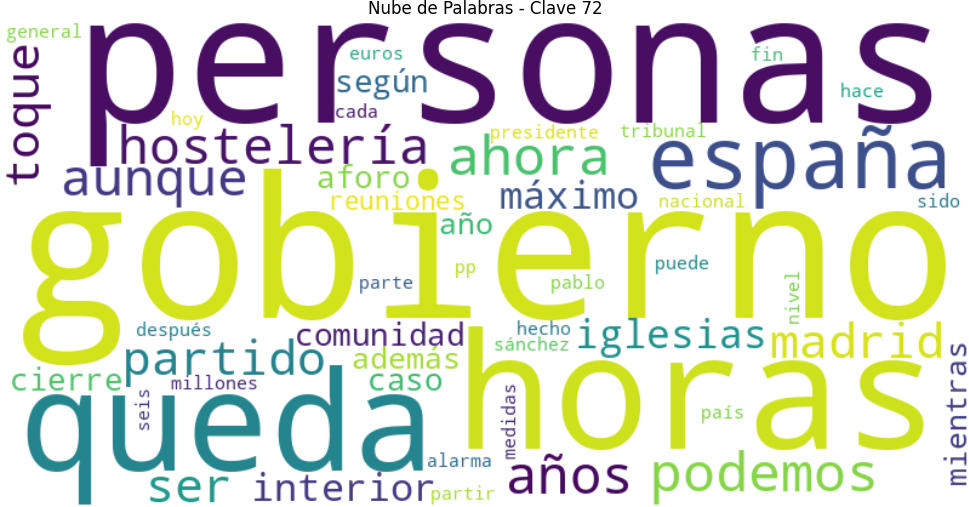 Nube de Palabras - Clave 72
general
personas
euros
fin
toque
según
hace
cada
hoy
hostelería
presidente
tribunal
ahora
españa
aunque
aforo
máximo
reuniones
nacional
sido
gobierno
año
pp
puede
parte
pablo
nivel
después
comunidad
hecho
iglesias
madrid
sánchez
partido
además
horas
cierre
millones
caso
mientras
queda
seis
medidas
país
alarma
años
podemos
ser
interior
partir